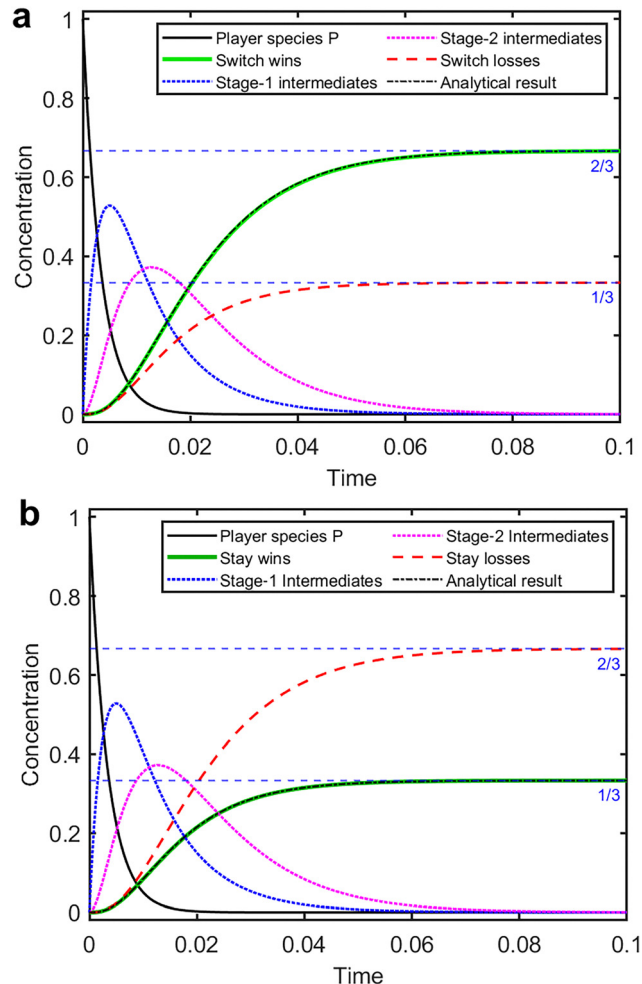 a
1
0.8
0.6
0.4
0.2
0
Concentration
Player species P
Switch wins
Stage-1 intermediates
Stage-2 intermediates
Switch losses
Analytical result
2/3
1/3
0 0.02 0.04 0.06 0.08 0.1
Time
b
1
0.8
0.6
0.4
0.2
0
Concentration
Player species P
Stay wins
Stage-1 Intermediates
Stage-2 Intermediates
Stay losses
Analytical result
2/3
1/3
0 0.02 0.04 0.06 0.08 0.1
Time